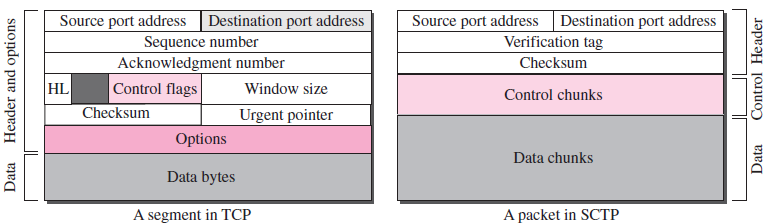 Source port address Destination port address
Sequence number
Acknowledgment number
HL Control flags Window size
Checksum Urgent pointer
Options
Data bytes
Header and options
Data
A segment in TCP
Source port address Destination port address
Verification tag
Checksum
Control chunks
Data chunks
Header
Control
Data
A packet in SCTP